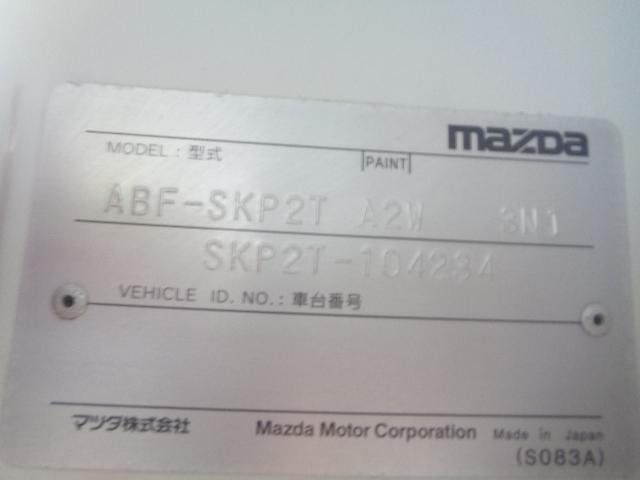 mazda
MODEL : 型式 PAINT
ABF-SKP2T A2W 3N1
SKP2T-104234
VEHICLE ID. NO. : 車台番号
マツダ株式会社 Mazda Motor Corporation Made in Japan
(S083A)